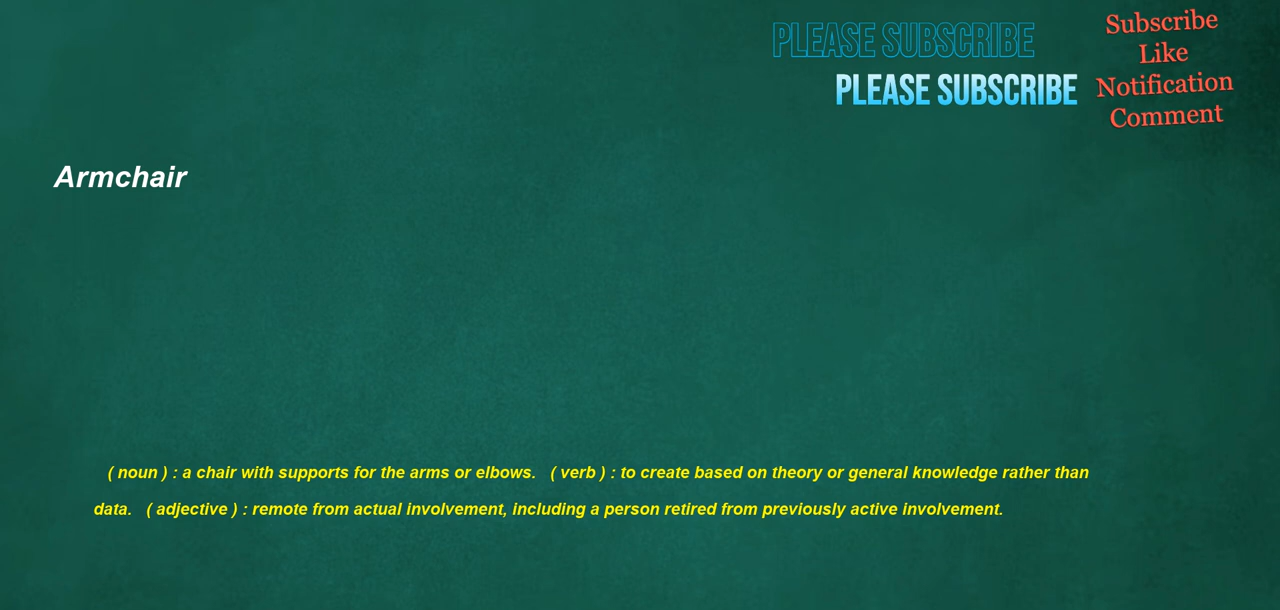 PLEASE SUBSCRIBE
PLEASE SUBSCRIBE
Subscribe
Like
Notification
Comment
Armchair
( noun ) : a chair with supports for the arms or elbows. ( verb ) : to create based on theory or general knowledge rather than
data. ( adjective ) : remote from actual involvement, including a person retired from previously active involvement.